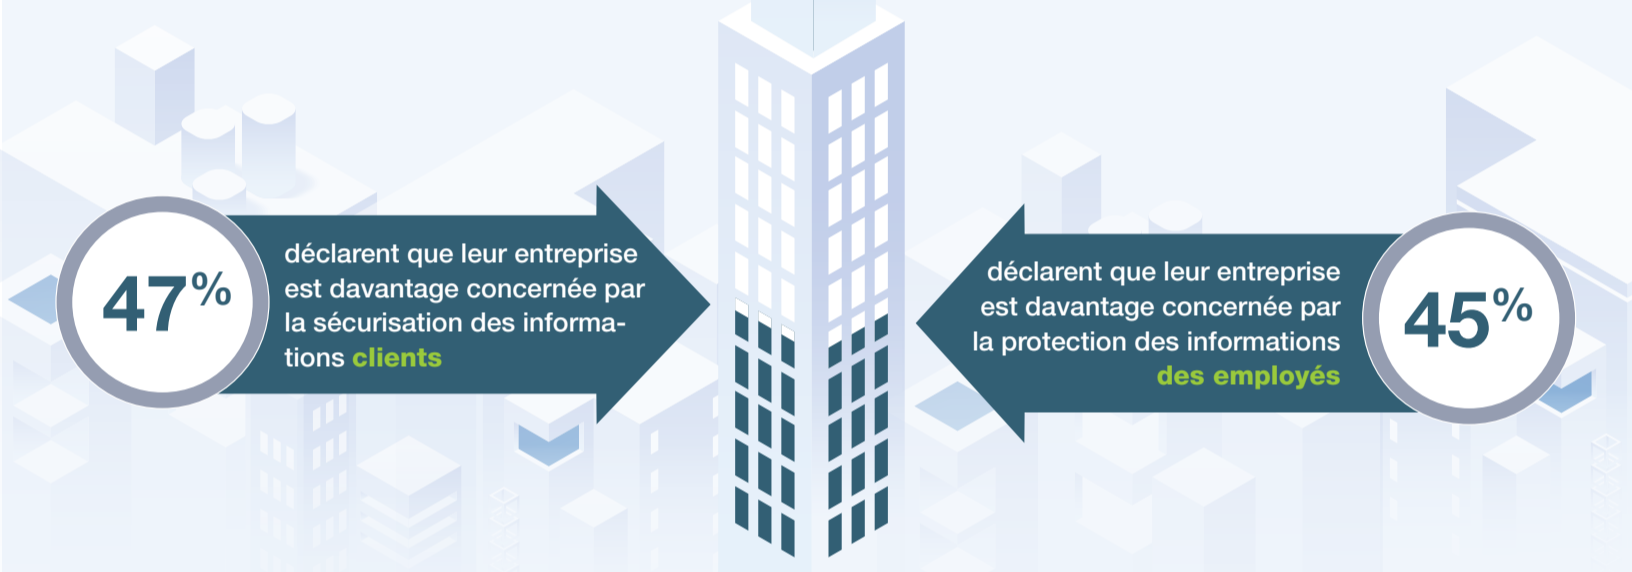 47%
déclarent que leur entreprise
est davantage concernée par
la sécurisation des informa-
tions clients
déclarent que leur entreprise
est davantage concernée par
la protection des informations
des employés
45%